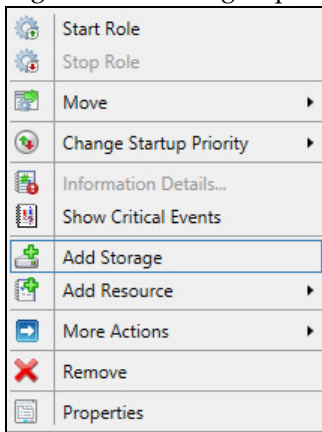 Start Role
Stop Role
Move
Change Startup Priority
Information Details...
Show Critical Events
Add Storage
Add Resource
More Actions
Remove
Properties